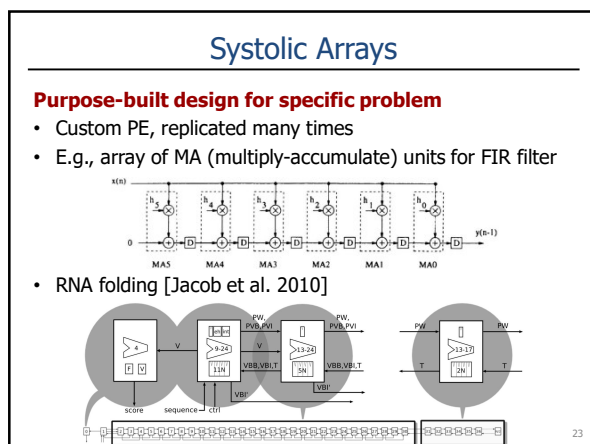 Systolic Arrays
Purpose-built design for specific problem
• Custom PE, replicated many times
• E.g., array of MA (multiply-accumulate) units for FIR filter
x(n)
h5 h4 h3 h2 h1 h0
0 D D D D D D y(n-1)
MA5 MA4 MA3 MA2 MA1 MA0
• RNA folding [Jacob et al. 2010]
PW, PVB,PVI PW, PVB,PVI PW PW
4 9-24 13-24 13-17
V V
F V 11N VBB,VBI,T 5N VBB,VBI,T T 2N T
VBI' VBI'
score sequence ctrl
23